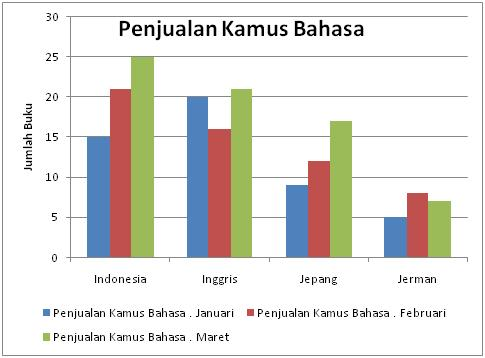 Penjualan Kamus Bahasa
Jumlah Buku
30
25
20
15
10
5
0
Indonesia Inggris Jepang Jerman
Penjualan Kamus Bahasa . Januari Penjualan Kamus Bahasa . Februari
Penjualan Kamus Bahasa . Maret